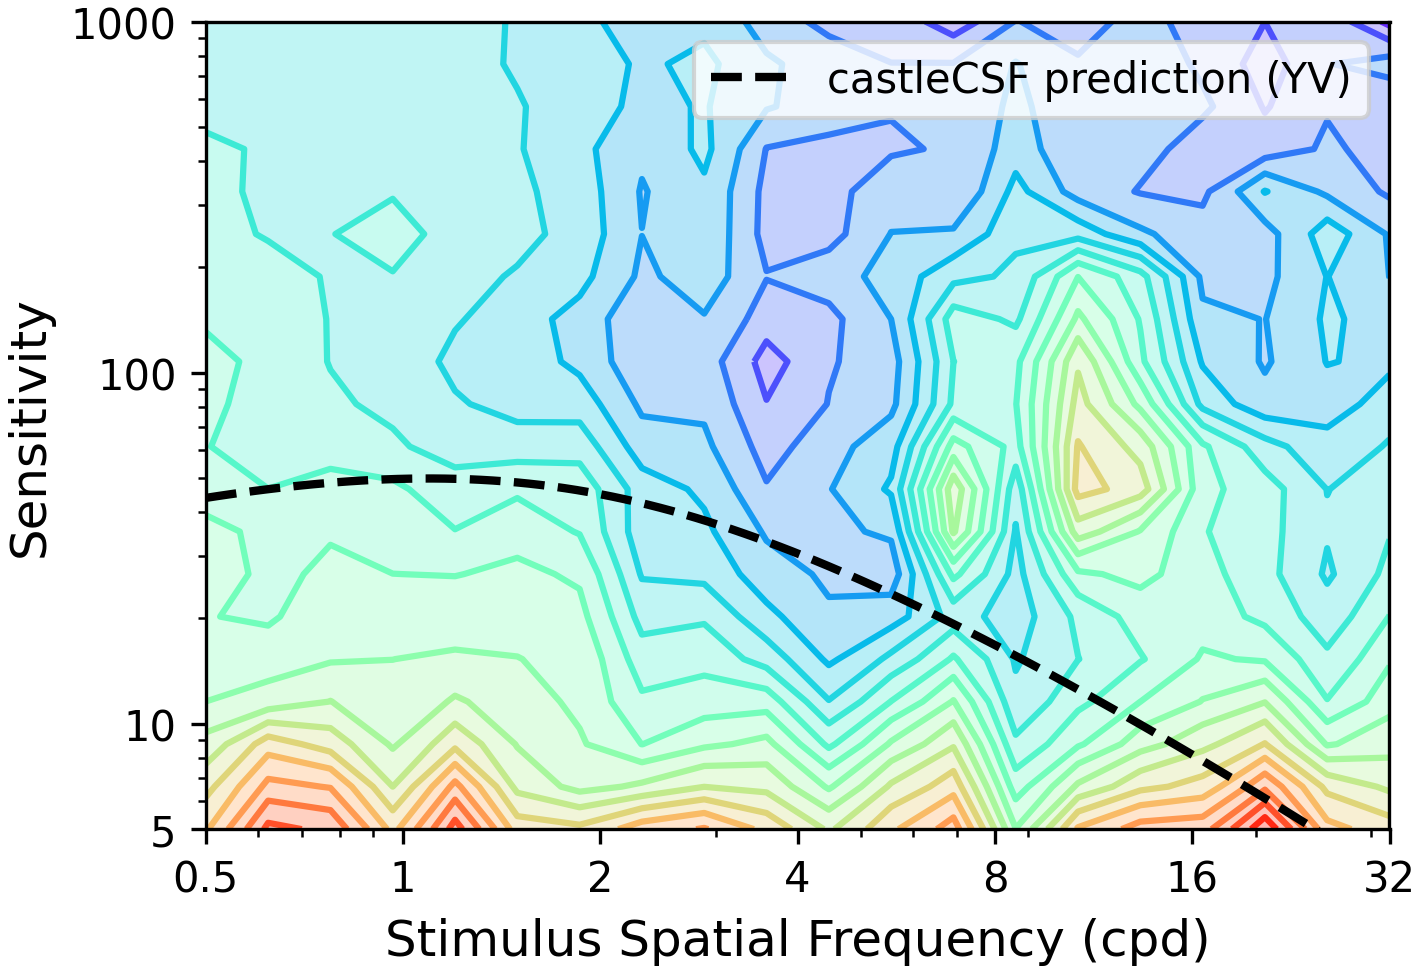 1000
castleCSF prediction (YV)
Sensitivity
100
10
5
0.5 1 2 4 8 16 32
Stimulus Spatial Frequency (cpd)